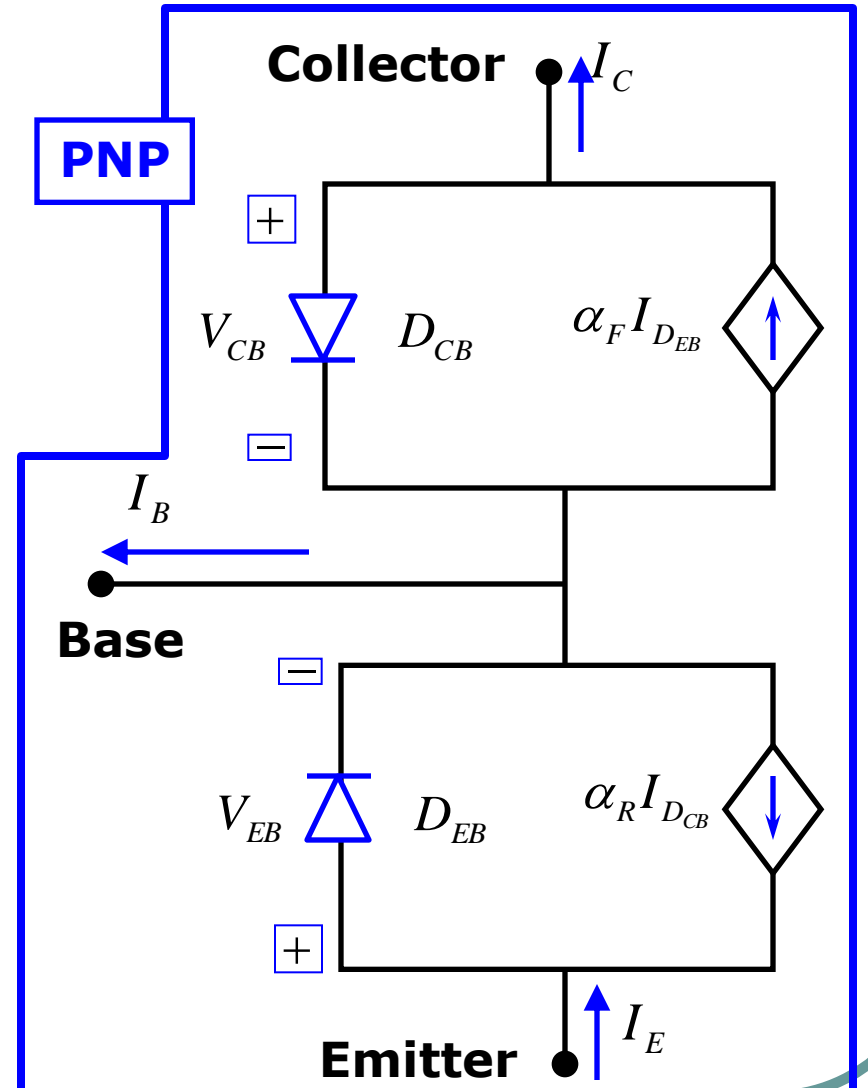 Collector
I_C
PNP
+
V_CB
D_CB
α_F I_D_EB
−
I_B
Base
−
V_EB
D_EB
α_R I_D_CB
+
I_E
Emitter